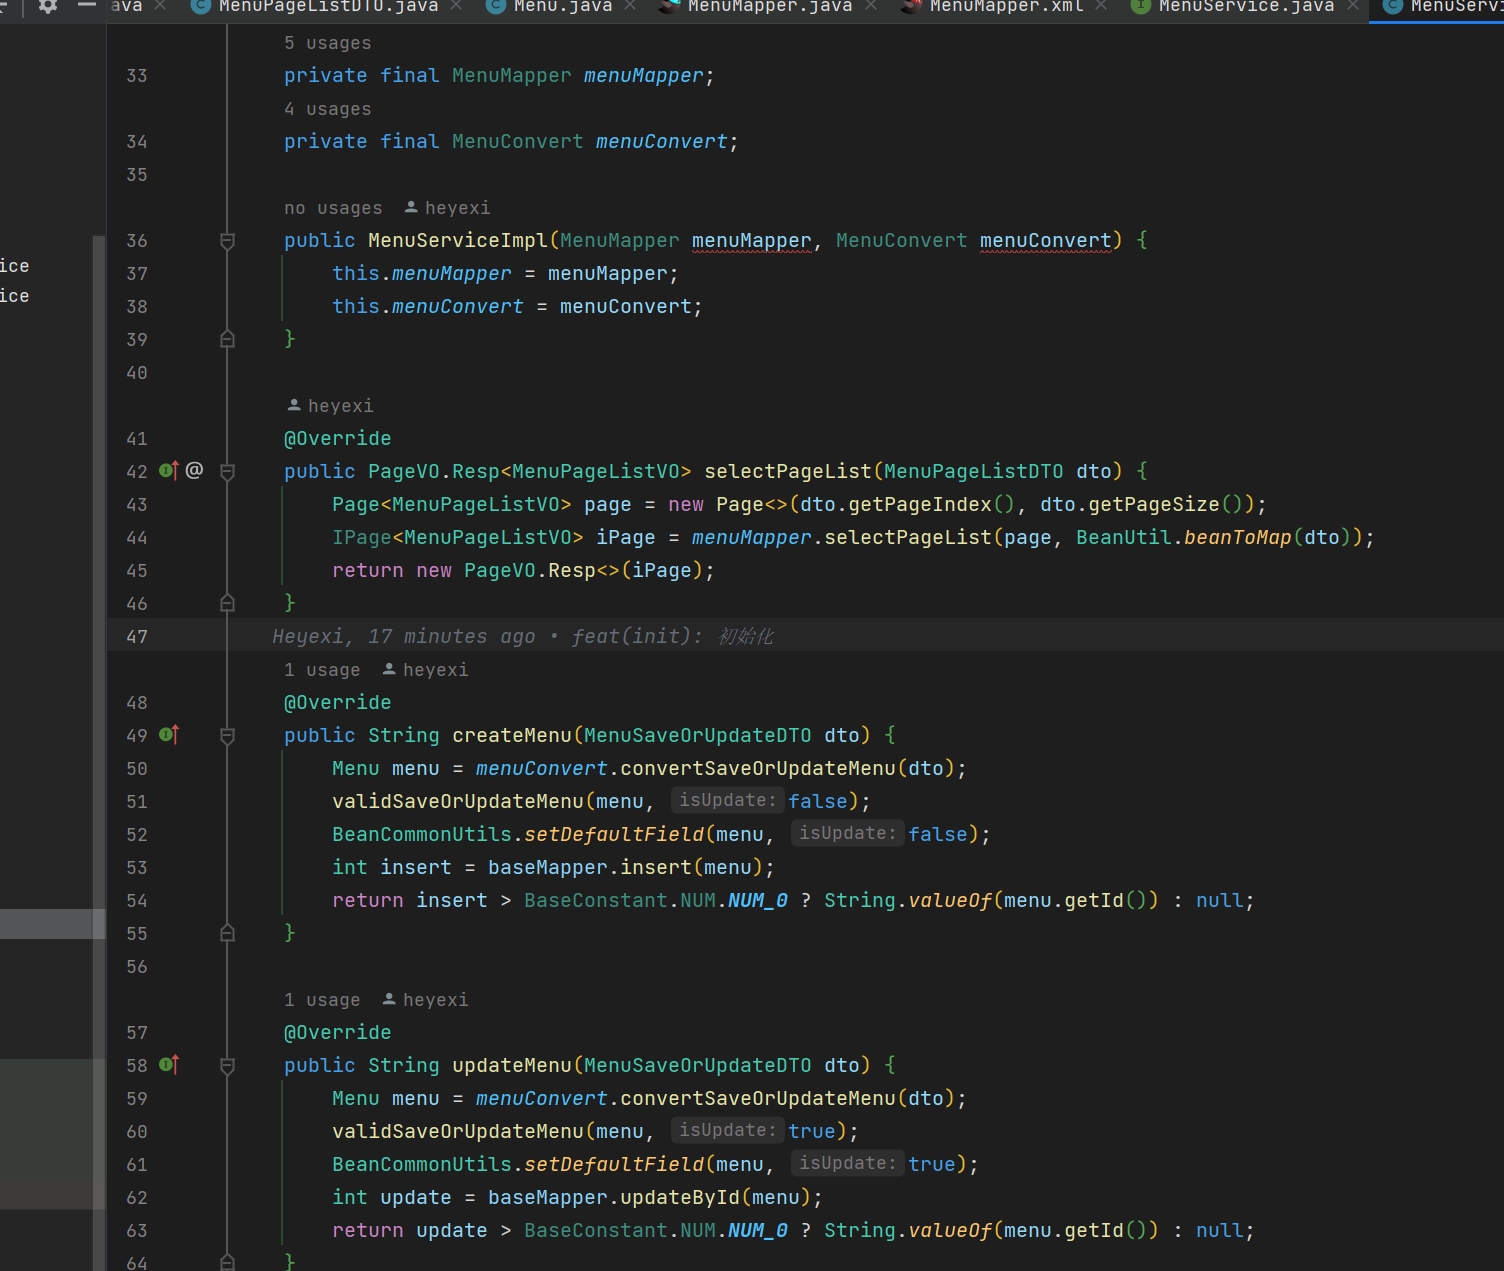 ava MenuPageListDTO.java Menu.java MenuMapper.java MenuMapper.xml MenuService.java MenuServi
ice
ice
5 usages
33 private final MenuMapper menuMapper;
4 usages
34 private final MenuConvert menuConvert;
35
no usages heyexi
36 public MenuServiceImpl(MenuMapper menuMapper, MenuConvert menuConvert) {
37 this.menuMapper = menuMapper;
38 this.menuConvert = menuConvert;
39 }
40
heyexi
41 @Override
42 @ public PageVO.Resp<MenuPageListVO> selectPageList(MenuPageListDTO dto) {
43 Page<MenuPageListVO> page = new Page<>(dto.getPageIndex(), dto.getPageSize());
44 IPage<MenuPageListVO> iPage = menuMapper.selectPageList(page, BeanUtil.beanToMap(dto));
45 return new PageVO.Resp<>(iPage);
46 }
47 Heyexi, 17 minutes ago • feat(init): 初始化
1 usage heyexi
48 @Override
49 public String createMenu(MenuSaveOrUpdateDTO dto) {
50 Menu menu = menuConvert.convertSaveOrUpdateMenu(dto);
51 validSaveOrUpdateMenu(menu, isUpdate: false);
52 BeanCommonUtils.setDefaultField(menu, isUpdate: false);
53 int insert = baseMapper.insert(menu);
54 return insert > BaseConstant.NUM.NUM_0 ? String.valueOf(menu.getId()) : null;
55 }
56
1 usage heyexi
57 @Override
58 public String updateMenu(MenuSaveOrUpdateDTO dto) {
59 Menu menu = menuConvert.convertSaveOrUpdateMenu(dto);
60 validSaveOrUpdateMenu(menu, isUpdate: true);
61 BeanCommonUtils.setDefaultField(menu, isUpdate: true);
62 int update = baseMapper.updateById(menu);
63 return update > BaseConstant.NUM.NUM_0 ? String.valueOf(menu.getId()) : null;
64 }